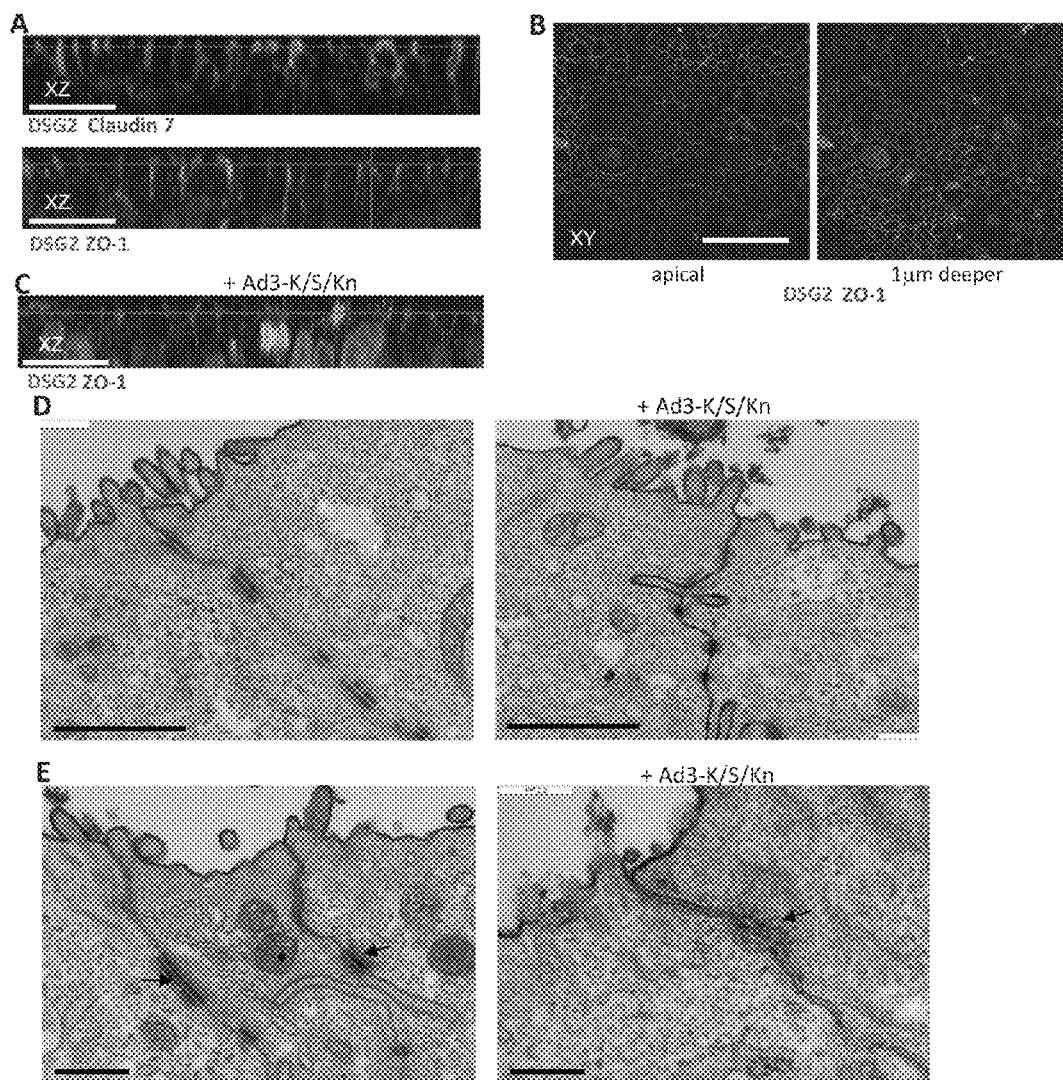 A
B
XZ
DSG2 Claudin 7
XZ
DSG2 ZO-1
XY
apical
1µm deeper
DSG2 ZO-1
C
+ Ad3-K/S/Kn
XZ
DSG2 ZO-1
D
+ Ad3-K/S/Kn
E
+ Ad3-K/S/Kn